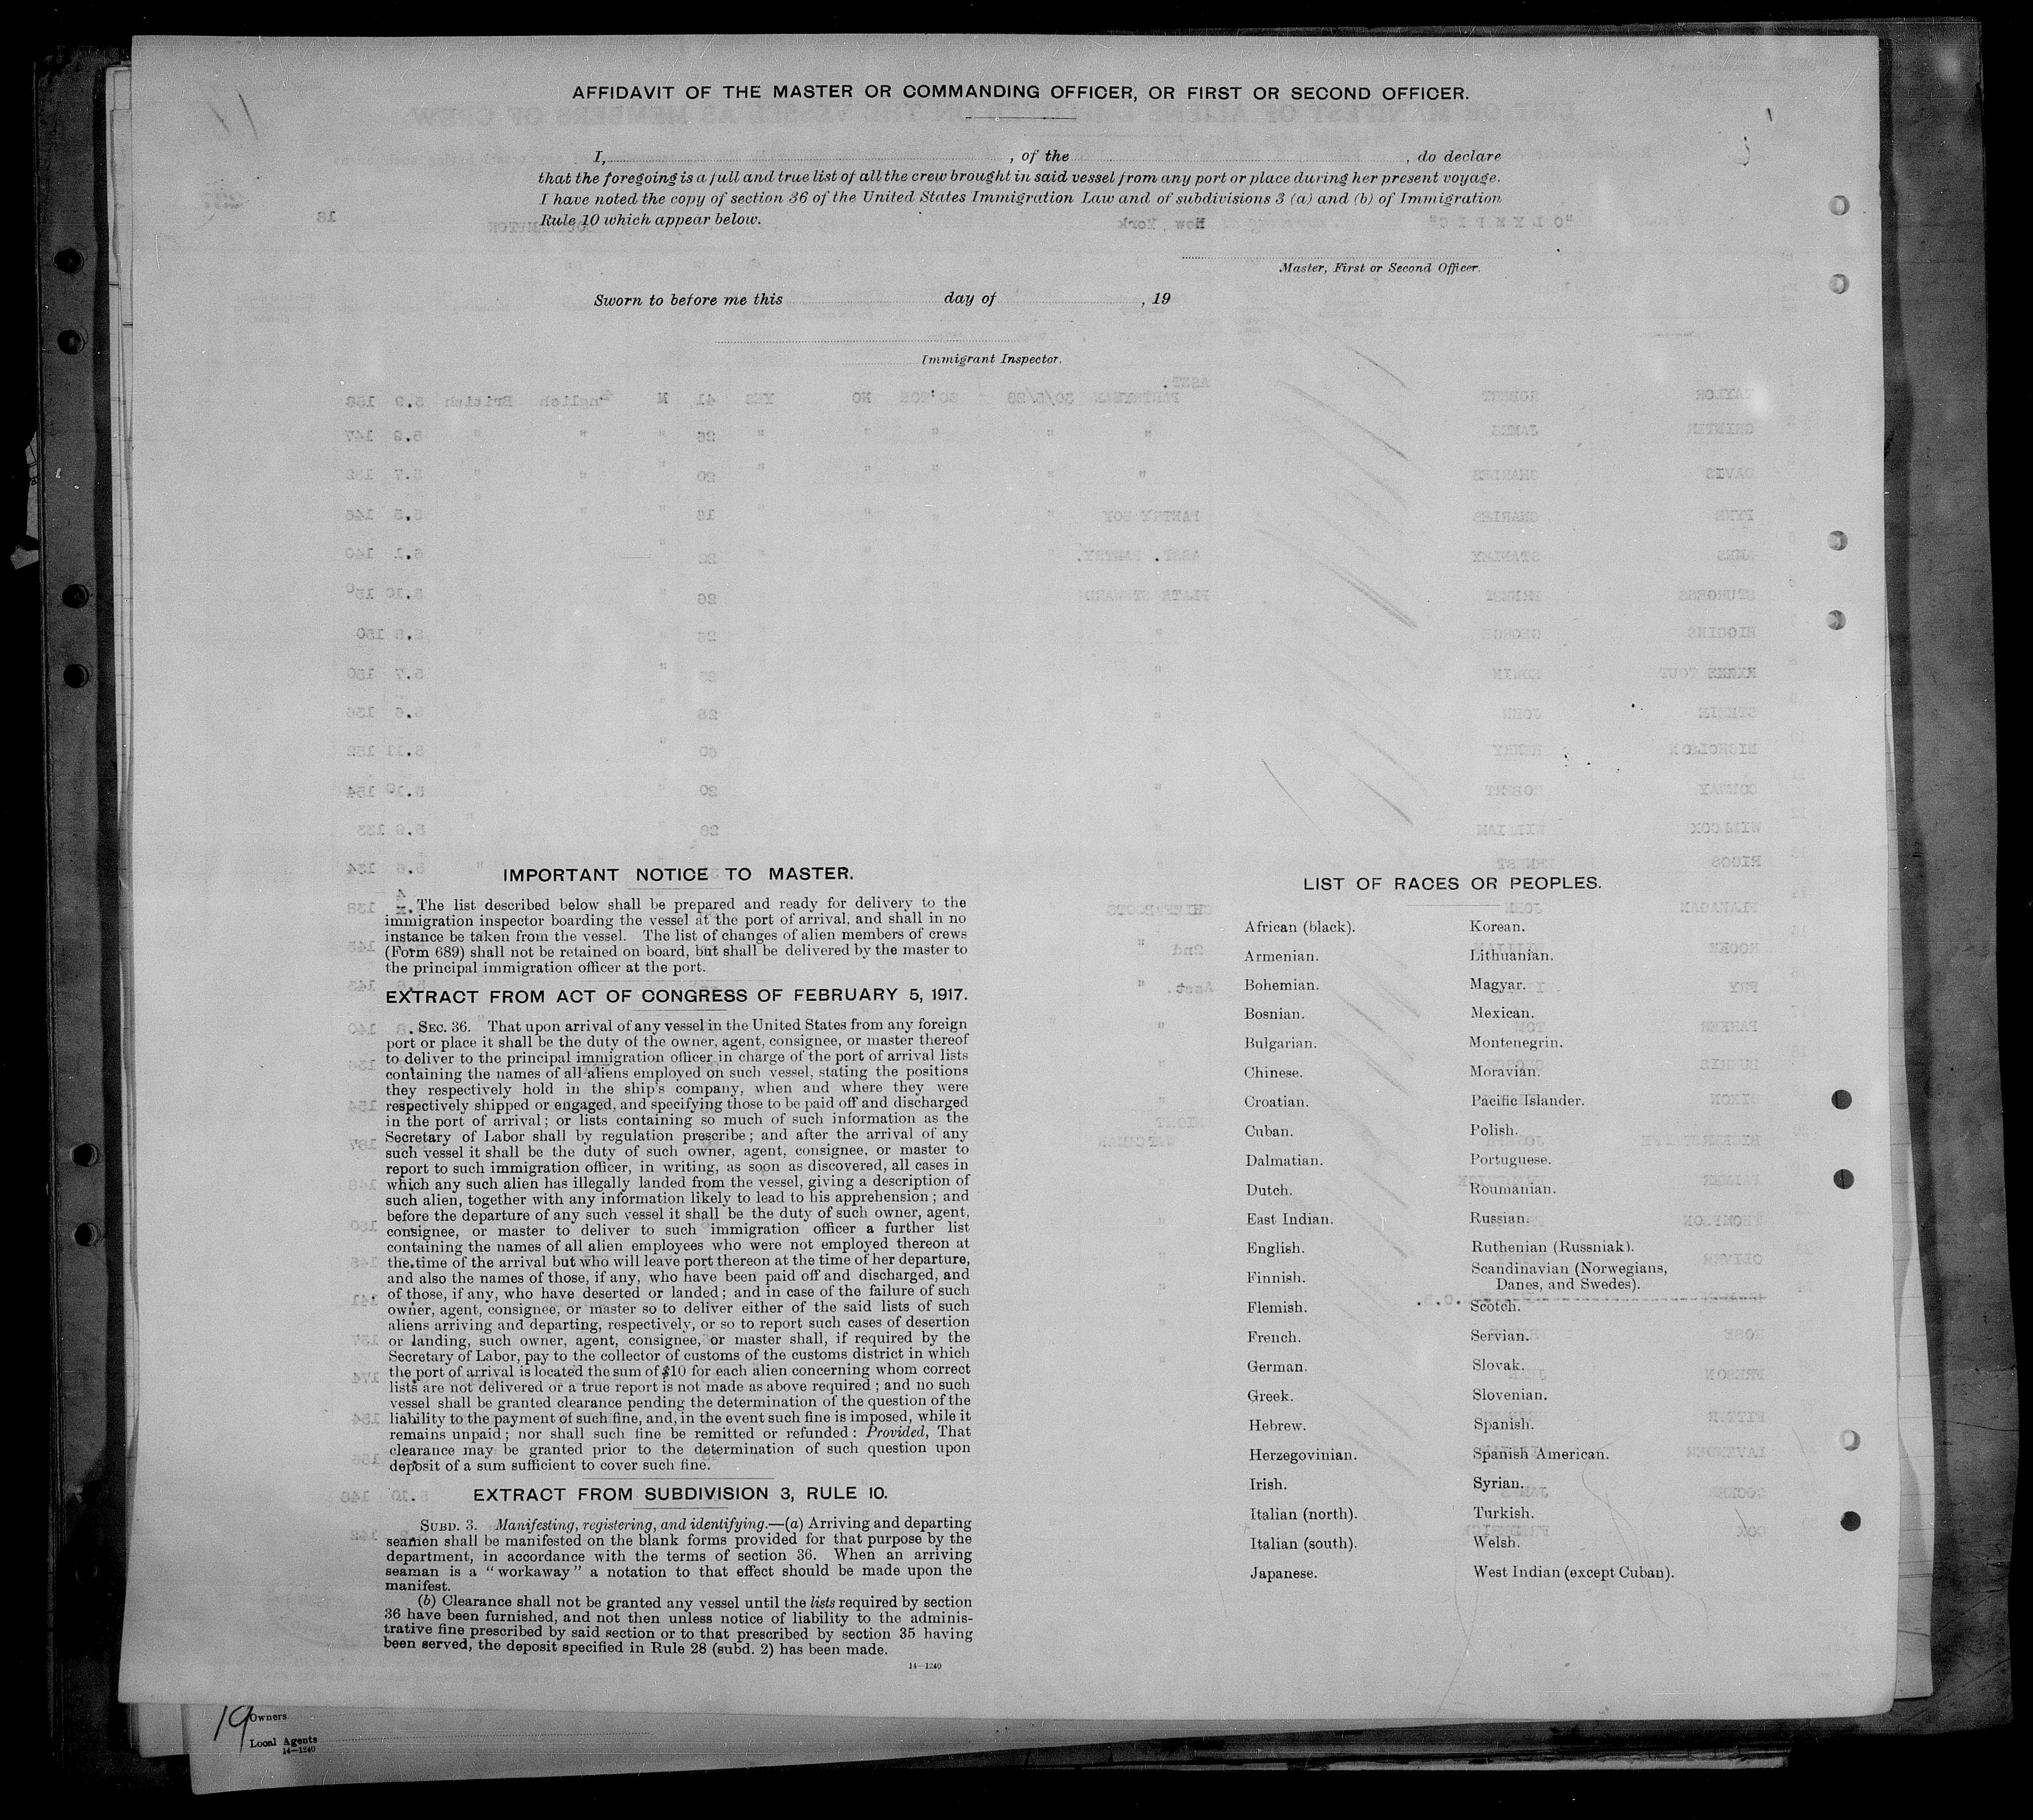 AFFIDAVIT OF THE MASTER OR COMMANDING OFFICER, OR FIRST OR SECOND OFFICER.
I, , of the , do declare
that the foregoing is a full and true list of all the crew brought in said vessel from any port or place during her present voyage.
I have noted the copy of section 36 of the United States Immigration Law and of subdivisions 3 (a) and (b) of Immigration
Rule 10 which appear below.
Master, First or Second Officer.
Sworn to before me this day of , 19
Immigrant Inspector.
IMPORTANT NOTICE TO MASTER.
The list described below shall be prepared and ready for delivery to the
immigration inspector boarding the vessel at the port of arrival, and shall in no
instance be taken from the vessel. The list of changes of alien members of crews
(Form 689) shall not be retained on board, but shall be delivered by the master to
the principal immigration officer at the port.
EXTRACT FROM ACT OF CONGRESS OF FEBRUARY 5, 1917.
SEC. 36. That upon arrival of any vessel in the United States from any foreign
port or place it shall be the duty of the owner, agent, consignee, or master thereof
to deliver to the principal immigration officer in charge of the port of arrival lists
containing the names of all aliens employed on such vessel, stating the positions
they respectively hold in the ship's company, when and where they were
respectively shipped or engaged, and specifying those to be paid off and discharged
in the port of arrival; or lists containing so much of such information as the
Secretary of Labor shall by regulation prescribe; and after the arrival of any
such vessel it shall be the duty of such owner, agent, consignee, or master to
report to such immigration officer, in writing, as soon as discovered, all cases in
which any such alien has illegally landed from the vessel, giving a description of
such alien, together with any information likely to lead to his apprehension; and
before the departure of any such vessel it shall be the duty of such owner, agent,
consignee, or master to deliver to such immigration officer a further list
containing the names of all alien employees who were not employed thereon at
the time of the arrival but who will leave port thereon at the time of her departure,
and also the names of those, if any, who have been paid off and discharged, and
of those, if any, who have deserted or landed; and in case of the failure of such
owner, agent, consignee, or master so to deliver either of the said lists of such
aliens arriving and departing, respectively, or so to report such cases of desertion
or landing, such owner, agent, consignee, or master shall, if required by the
Secretary of Labor, pay to the collector of customs of the customs district in which
the port of arrival is located the sum of $10 for each alien concerning whom correct
lists are not delivered or a true report is not made as above required; and no such
vessel shall be granted clearance pending the determination of the question of the
liability to the payment of such fine, and, in the event such fine is imposed, while it
remains unpaid; nor shall such fine be remitted or refunded: Provided, That
clearance may be granted prior to the determination of such question upon
deposit of a sum sufficient to cover such fine.
EXTRACT FROM SUBDIVISION 3, RULE 10.
SUBD. 3. Manifesting, registering, and identifying.—(a) Arriving and departing
seamen shall be manifested on the blank forms provided for that purpose by the
department, in accordance with the terms of section 36. When an arriving
seaman is a "workaway" a notation to that effect should be made upon the
manifest.
(b) Clearance shall not be granted any vessel until the lists required by section
36 have been furnished, and not then unless notice of liability to the adminis-
trative fine prescribed by said section or to that prescribed by section 35 having
been served, the deposit specified in Rule 28 (subd. 2) has been made.
14—1240
LIST OF RACES OR PEOPLES.
African (black).
Armenian.
Bohemian.
Bosnian.
Bulgarian.
Chinese.
Croatian.
Cuban.
Dalmatian.
Dutch.
East Indian.
English.
Finnish.
Flemish.
French.
German.
Greek.
Hebrew.
Herzegovinian.
Irish.
Italian (north).
Italian (south).
Japanese.
Korean.
Lithuanian.
Magyar.
Mexican.
Montenegrin.
Moravian.
Pacific Islander.
Polish.
Portuguese.
Roumanian.
Russian.
Ruthenian (Russniak).
Scandinavian (Norwegians,
Danes, and Swedes).
Scotch.
Servian.
Slovak.
Slovenian.
Spanish.
Spanish American.
Syrian.
Turkish.
Welsh.
West Indian (except Cuban).
19
Owners
Local Agents
14—1240